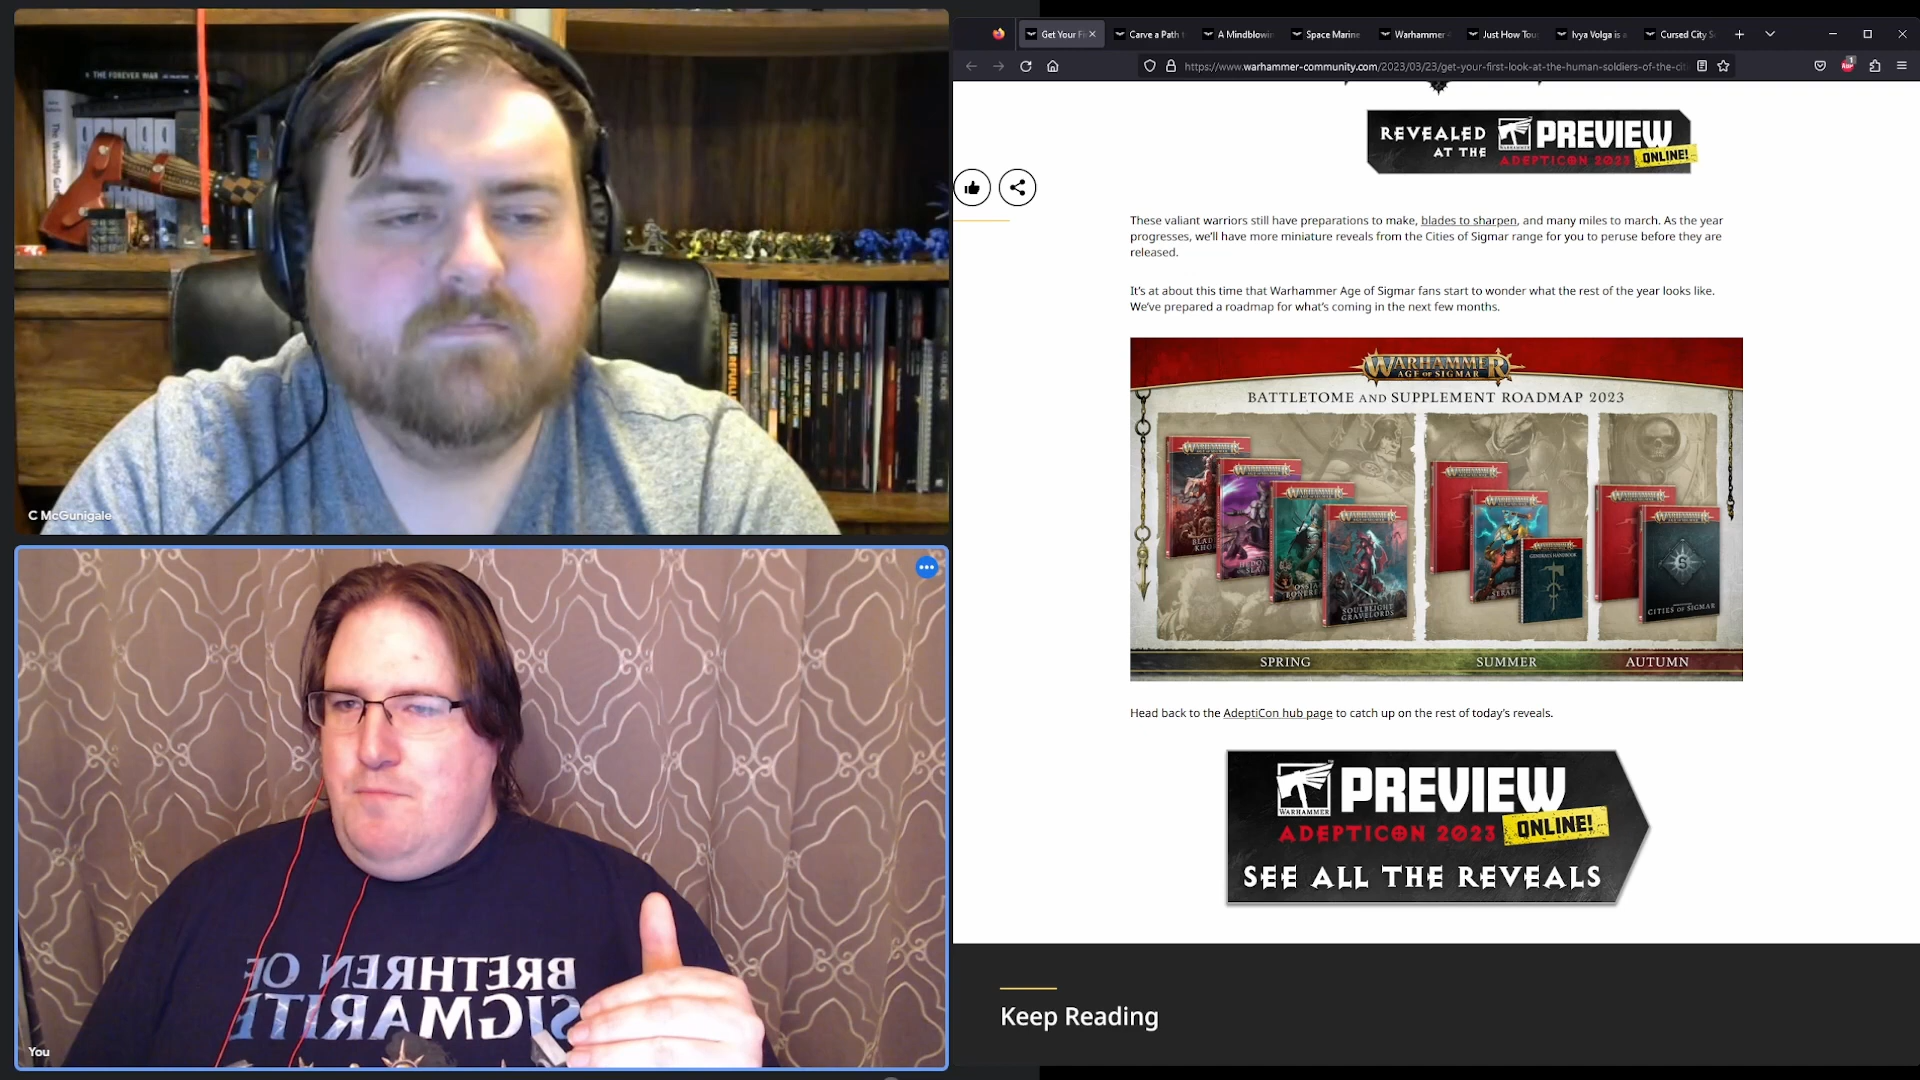 THE FOREVER WAR
C McGunigale
BRETHREN OF
SIGMARITE
You
Get Your Fi
Carve a Path t
A Mindblowin
Space Marine
Warhammer 4
Just How Tou
Ivya Volga is a
Cursed City S
https://www.warhammer-community.com/2023/03/23/get-your-first-look-at-the-human-soldiers-of-the-cit
REVEALED
AT THE
WARHAMMER
PREVIEW
ADEPTICON 2023
ONLINE!
These valiant warriors still have preparations to make, blades to sharpen, and many miles to march. As the year
progresses, we'll have more miniature reveals from the Cities of Sigmar range for you to peruse before they are
released.
It's at about this time that Warhammer Age of Sigmar fans start to wonder what the rest of the year looks like.
We've prepared a roadmap for what's coming in the next few months.
WARHAMMER
AGE OF SIGMAR
BATTLETOME AND SUPPLEMENT ROADMAP 2023
SOULBLIGHT
GRAVELORDS
GENERAL'S HANDBOOK
CITIES OF SIGMAR
SPRING
SUMMER
AUTUMN
Head back to the AdeptiCon hub page to catch up on the rest of today's reveals.
WARHAMMER
PREVIEW
ADEPTICON 2023
ONLINE!
SEE ALL THE REVEALS
Keep Reading